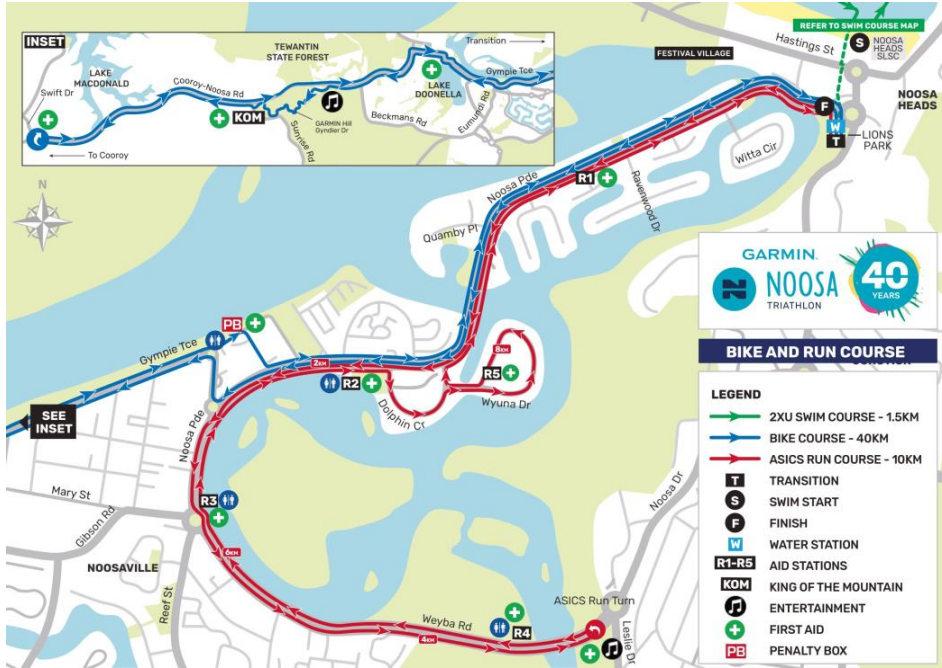 INSET
LAKE
MACDONALD
Swift Dr
To Cooroy
Cooroy-Noosa Rd
KOM
TEWANTIN
STATE FOREST
GARMIN Hill
Gyndier Dr
Sunrise Rd
Beckmans Rd
LAKE
DOONELLA
Eumundi Rd
Transition
Gympie Tce
REFER TO SWIM COURSE MAP
Hastings St
S
NOOSA
HEADS
SLSC
FESTIVAL VILLAGE
NOOSA
HEADS
F
W
T
LIONS
PARK
N
Witta Cir
Noosa Pde
R1
Ravenwood Dr
Quamby Pl
PB
Gympie Tce
2KM
R2
Dolphin Cr
8KM
R5
Wyuna Dr
SEE
INSET
Noosa Pde
Mary St
Gibson Rd
R3
NOOSAVILLE
6KM
Reef St
Weyba Rd
4KM
R4
ASICS Run Turn
Leslie Dr
Noosa Dr
GARMIN
NOOSA
TRIATHLON
40
YEARS
BIKE AND RUN COURSE
LEGEND
2XU SWIM COURSE - 1.5KM
BIKE COURSE - 40KM
ASICS RUN COURSE - 10KM
T TRANSITION
S SWIM START
F FINISH
W WATER STATION
R1-R5 AID STATIONS
KOM KING OF THE MOUNTAIN
ENTERTAINMENT
FIRST AID
PB PENALTY BOX